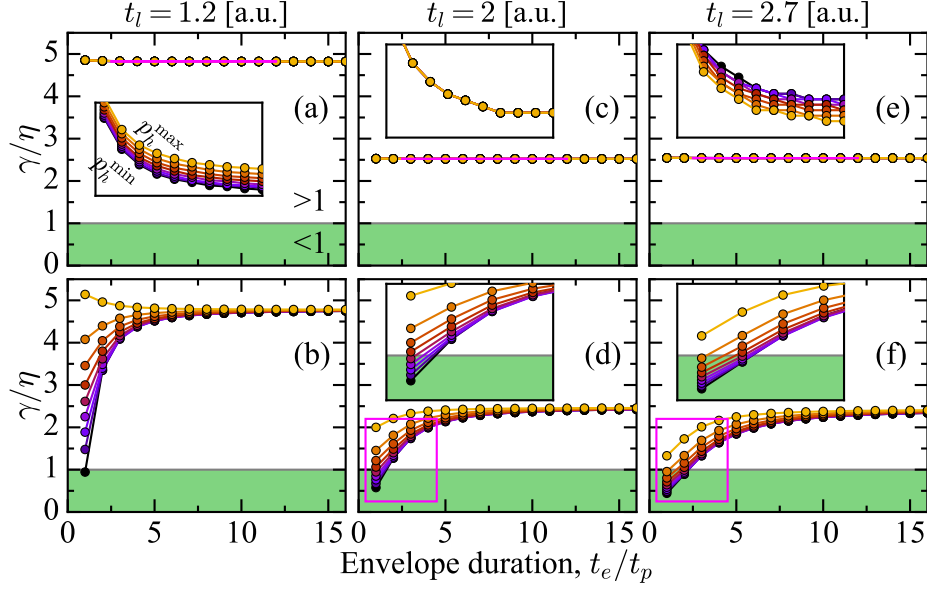 t_l = 1.2 [a.u.]
t_l = 2 [a.u.]
t_l = 2.7 [a.u.]
γ/η
5
4
3
2
1
0
(a)
p_h^max
p_h^min
>1
<1
(c)
(e)
γ/η
5
4
3
2
1
0
(b)
(d)
(f)
0 5 10 15
0 5 10 15
0 5 10 15
Envelope duration, t_e/t_p